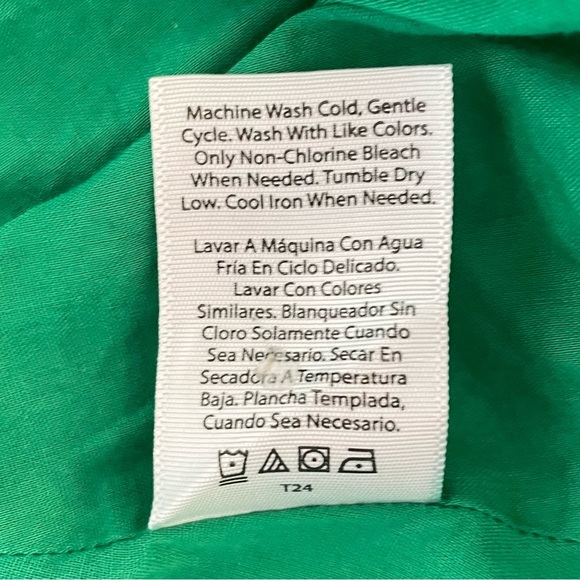 Machine Wash Cold, Gentle
Cycle. Wash With Like Colors.
Only Non-Chlorine Bleach
When Needed. Tumble Dry
Low. Cool Iron When Needed.
Lavar A Máquina Con Agua
Fría En Ciclo Delicado.
Lavar Con Colores
Similares. Blanqueador Sin
Cloro Solamente Cuando
Sea Necesario. Secar En
Secadora A Temperatura
Baja. Plancha Templada,
Cuando Sea Necesario.
T24